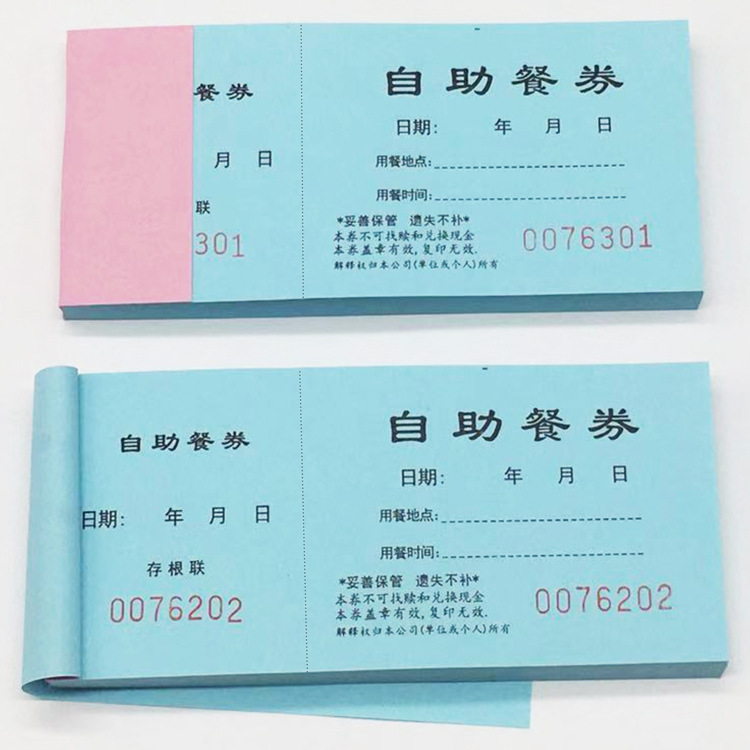 餐券
月 日
联
301
自助餐券
日期： 年 月 日
用餐地点：
用餐时间：
*妥善保管 遗失不补*
本券不可找赎和兑换现金
本券盖章有效，复印无效．
解释权归本公司(单位或个人)所有
0076301
自助餐券
日期： 年 月 日
存根联
0076202
自助餐券
日期： 年 月 日
用餐地点：
用餐时间：
*妥善保管 遗失不补*
本券不可找赎和兑换现金
本券盖章有效，复印无效．
解释权归本公司(单位或个人)所有
0076202